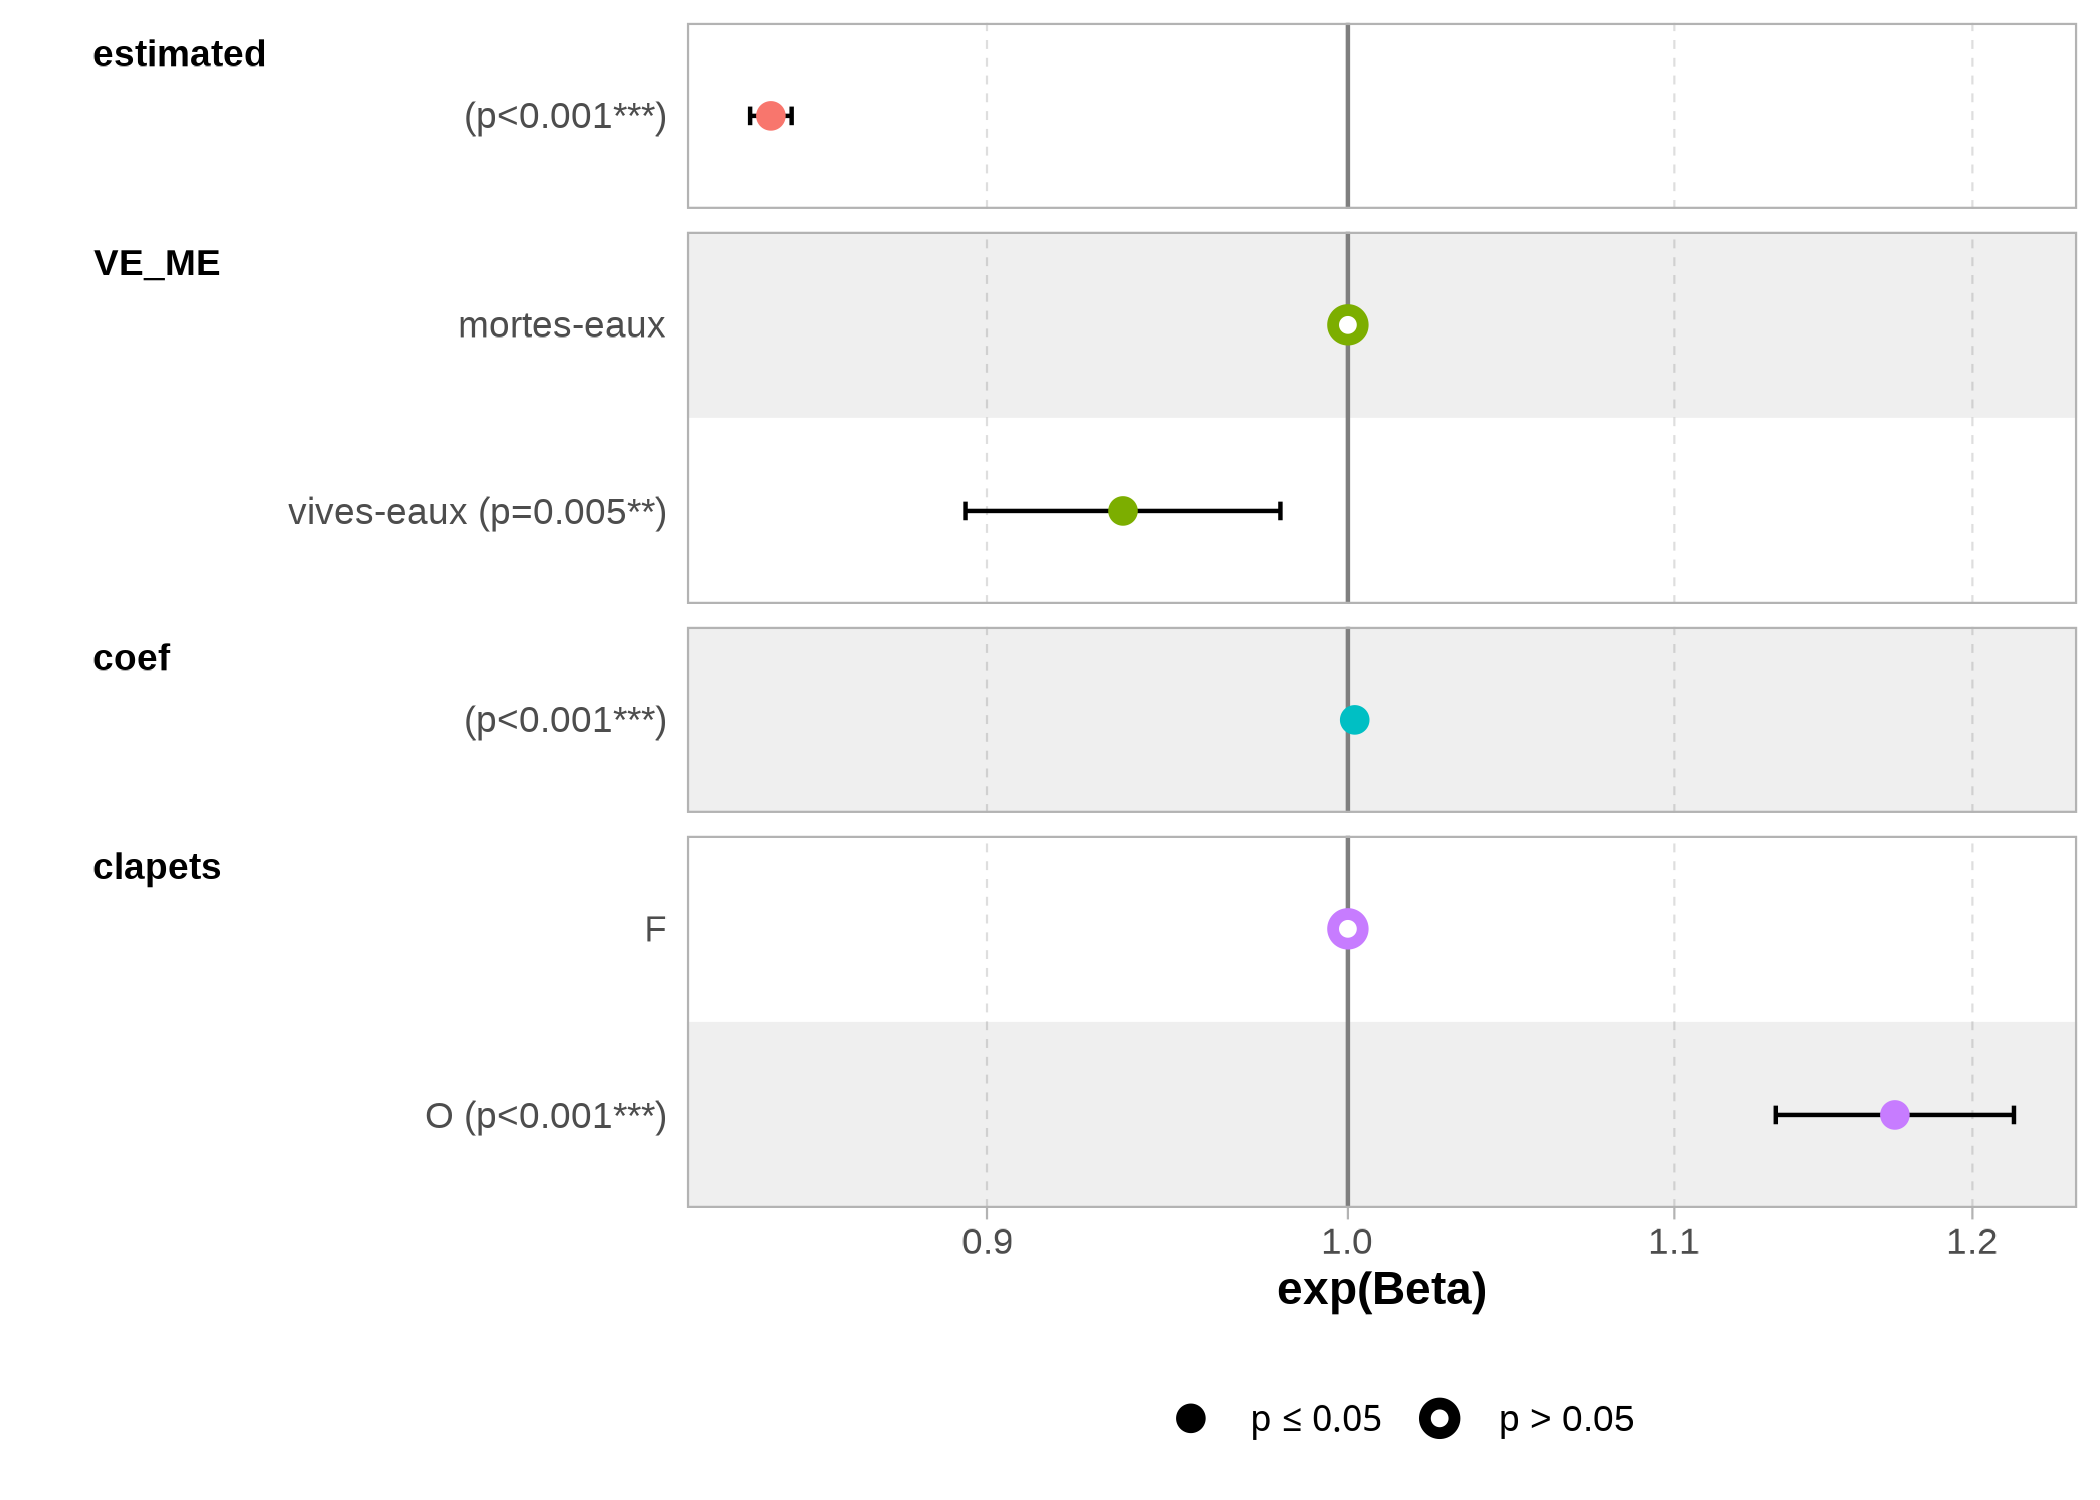 estimated
(p<0.001***)
VE_ME
mortes-eaux
vives-eaux (p=0.005**)
coef
(p<0.001***)
clapets
F
O (p<0.001***)
0.9 1.0 1.1 1.2
exp(Beta)
p ≤ 0.05 p > 0.05